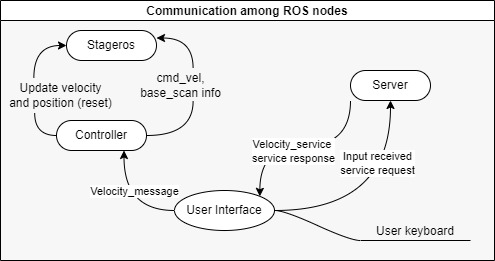 Communication among ROS nodes
Stageros
Update velocity
and position (reset)
cmd_vel,
base_scan info
Server
Controller
Velocity_service
service response
Input received
service request
Velocity_message
User Interface
User keyboard